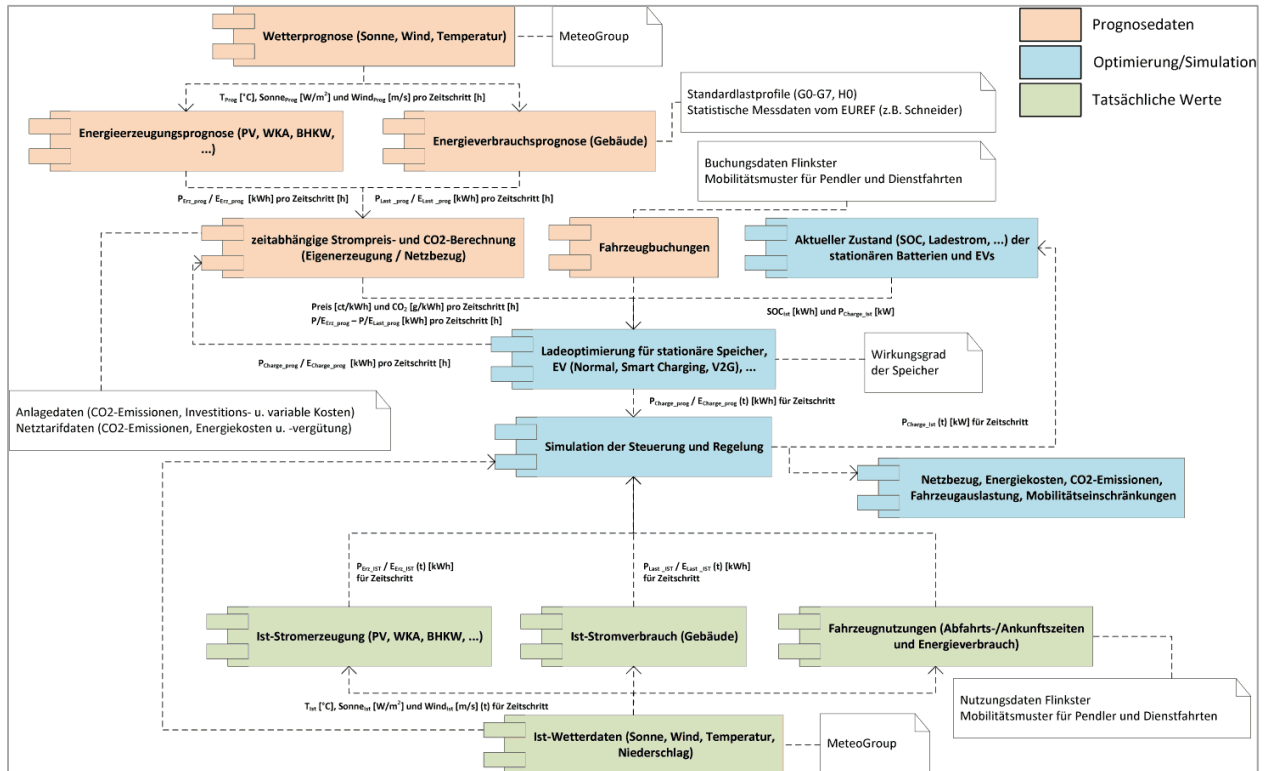 Wetterprognose (Sonne, Wind, Temperatur)
MeteoGroup
Prognosedaten
Optimierung/Simulation
Tatsächliche Werte
T_Prog [°C], Sonne_Prog [W/m²] und Wind_Prog [m/s] pro Zeitschritt [h]
Energieerzeugungsprognose (PV, WKA, BHKW,
...)
Energieverbrauchsprognose (Gebäude)
Standardlastprofile (G0-G7, H0)
Statistische Messdaten vom EUREF (z.B. Schneider)
Buchungsdaten Flinkster
Mobilitätsmuster für Pendler und Dienstfahrten
P_Erz_prog / E_Erz_prog [kWh] pro Zeitschritt [h]
P_Last _prog / E_Last _prog [kWh] pro Zeitschritt [h]
zeitabhängige Strompreis- und CO2-Berechnung
(Eigenerzeugung / Netzbezug)
Fahrzeugbuchungen
Aktueller Zustand (SOC, Ladestrom, ...) der
stationären Batterien und EVs
Preis [ct/kWh] und CO₂ [g/kWh] pro Zeitschritt [h]
P/E_Erz_prog – P/E_Last_prog [kWh] pro Zeitschritt [h]
SOC_Ist [kWh] und P_Charge_Ist [kW]
P_Charge_prog / E_Charge_prog [kWh] pro Zeitschritt [h]
Ladeoptimierung für stationäre Speicher,
EV (Normal, Smart Charging, V2G), ...
Wirkungsgrad
der Speicher
Anlagedaten (CO2-Emissionen, Investitions- u. variable Kosten)
Netztarifdaten (CO2-Emissionen, Energiekosten u. -vergütung)
P_Charge_prog / E_Charge_prog (t) [kWh] für Zeitschritt
P_Charge_Ist (t) [kW] für Zeitschritt
Simulation der Steuerung und Regelung
Netzbezug, Energiekosten, CO2-Emissionen,
Fahrzeugauslastung, Mobilitätseinschränkungen
P_Erz_IST / E_Erz_IST (t) [kWh]
für Zeitschritt
P_Last _IST / E_Last _IST (t) [kWh]
für Zeitschritt
Ist-Stromerzeugung (PV, WKA, BHKW, ...)
Ist-Stromverbrauch (Gebäude)
Fahrzeugnutzungen (Abfahrts-/Ankunftszeiten
und Energieverbrauch)
T_Ist [°C], Sonne_Ist [W/m²] und Wind_Ist [m/s] (t) für Zeitschritt
Nutzungsdaten Flinkster
Mobilitätsmuster für Pendler und Dienstfahrten
Ist-Wetterdaten (Sonne, Wind, Temperatur,
Niederschlag)
MeteoGroup